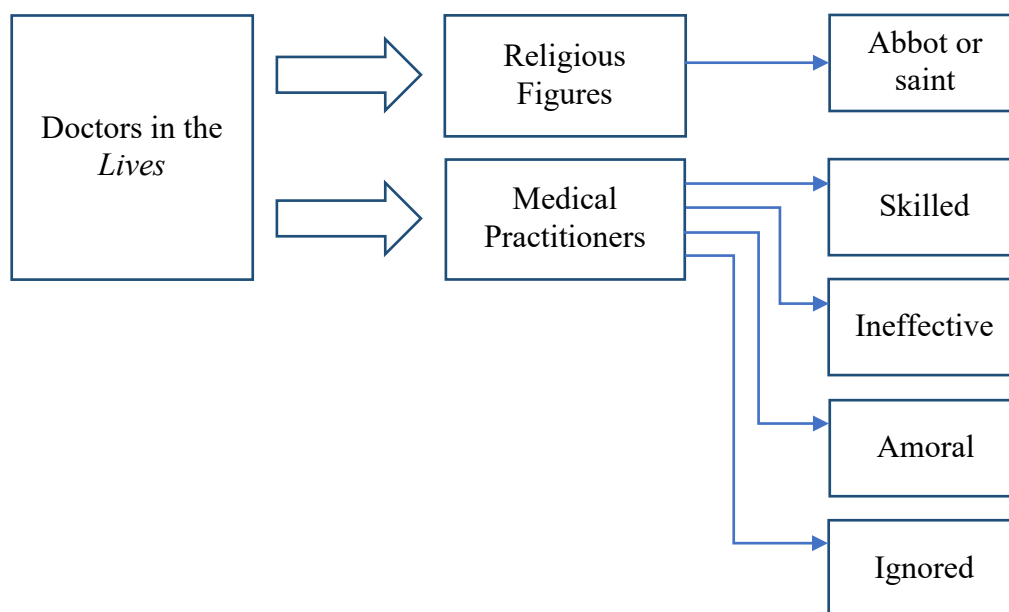 Doctors in the
Lives
Religious
Figures
Abbot or
saint
Medical
Practitioners
Skilled
Ineffective
Amoral
Ignored